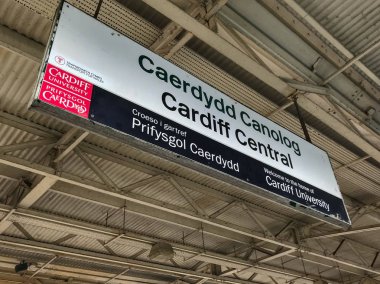 Caerdydd Canolog
Cardiff Central
CARDIFF
UNIVERSITY
PRIFYSGOL
CAERDYDD
Croeso i gartref
Prifysgol Caerdydd
Welcome to the home of
Cardiff University